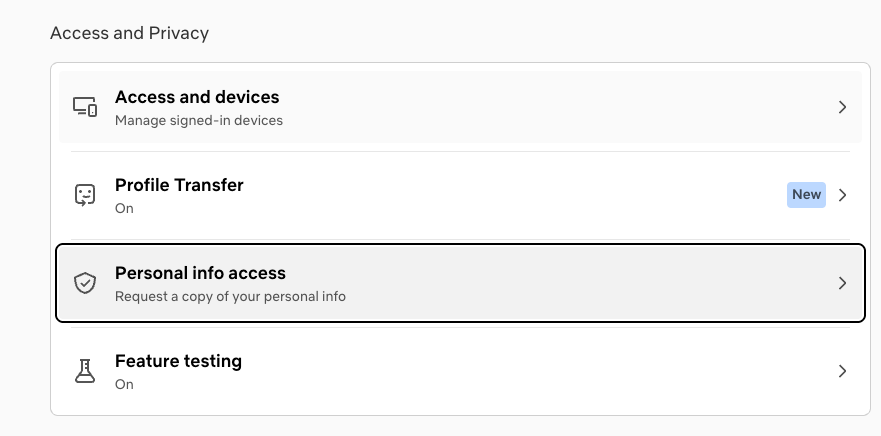 Access and Privacy
Access and devices
Manage signed-in devices
Profile Transfer
On
New
Personal info access
Request a copy of your personal info
Feature testing
On